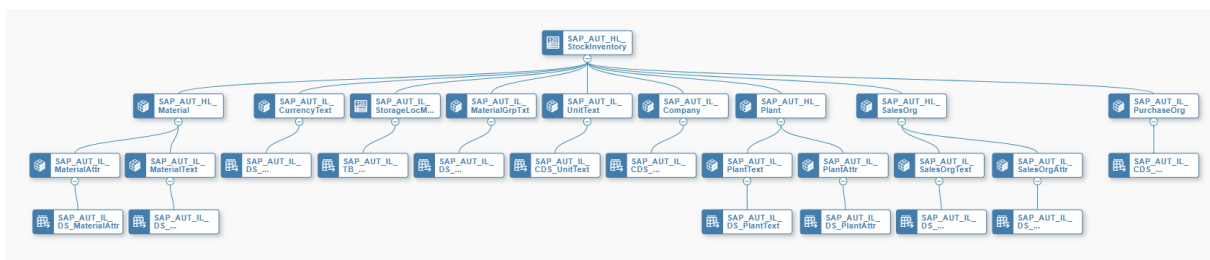 SAP_AUT_HL_
StockInventory
SAP_AUT_HL_
Material
SAP_AUT_IL_
CurrencyText
SAP_AUT_IL_
StorageLocM...
SAP_AUT_IL_
MaterialGrpTxt
SAP_AUT_IL_
UnitText
SAP_AUT_IL_
Company
SAP_AUT_HL_
Plant
SAP_AUT_HL_
SalesOrg
SAP_AUT_IL_
PurchaseOrg
SAP_AUT_IL_
MaterialAttr
SAP_AUT_IL_
MaterialText
SAP_AUT_IL_
DS_...
SAP_AUT_IL_
TB_...
SAP_AUT_IL_
DS_...
SAP_AUT_IL_
CDS_UnitText
SAP_AUT_IL_
CDS_...
SAP_AUT_IL_
PlantText
SAP_AUT_IL_
PlantAttr
SAP_AUT_IL_
SalesOrgText
SAP_AUT_IL_
SalesOrgAttr
SAP_AUT_IL_
CDS_...
SAP_AUT_IL_
DS_MaterialAttr
SAP_AUT_IL_
DS_...
SAP_AUT_IL_
DS_PlantText
SAP_AUT_IL_
DS_PlantAttr
SAP_AUT_IL_
DS_...
SAP_AUT_IL_
DS_...